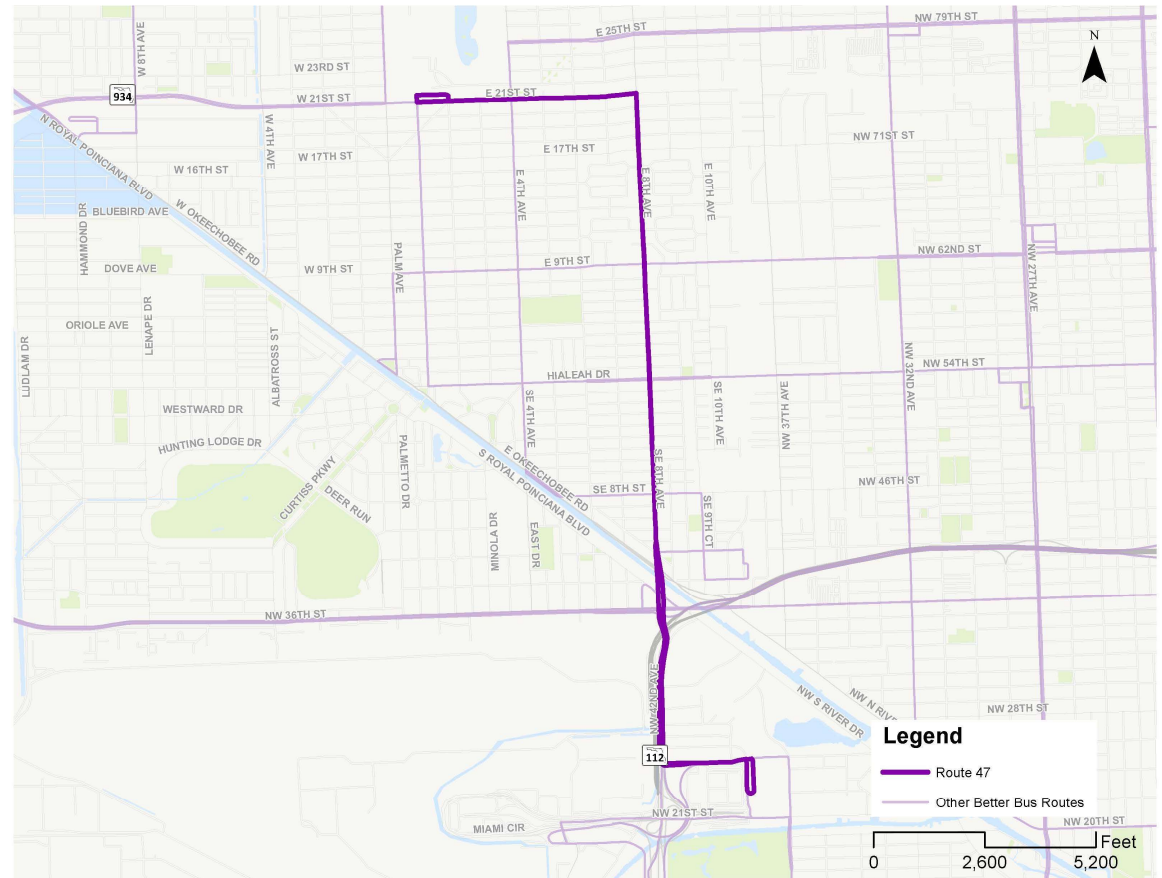 E 25TH ST
NW 79TH ST
W 8TH AVE
N
W 23RD ST
934
W 21ST ST
E 21ST ST
N ROYAL POINCIANA BLVD
W 4TH AVE
W 17TH ST
E 17TH ST
NW 71ST ST
W 16TH ST
E 4TH AVE
E 8TH AVE
E 10TH AVE
HAMMOND DR
BLUEBIRD AVE
W OKEECHOBEE RD
PALM AVE
DOVE AVE
W 9TH ST
E 9TH ST
NW 62ND ST
NW 27TH AVE
LENAPE DR
ORIOLE AVE
LUDLAM DR
ALBATROSS ST
HIALEAH DR
NW 54TH ST
NW 32ND AVE
WESTWARD DR
SE 4TH AVE
SE 10TH AVE
NW 37TH AVE
HUNTING LODGE DR
PALMETTO DR
CURTISS PKWY
DEER RUN
E OKEECHOBEE RD
S ROYAL POINCIANA BLVD
SE 8TH AVE
SE 8TH ST
NW 46TH ST
SE 9TH CT
MINOLA DR
EAST DR
NW 36TH ST
NW 42ND AVE
NW S RIVER DR
NW N RIV
NW 28TH ST
112
Legend
Route 47
Other Better Bus Routes
NW 21ST ST
MIAMI CIR
NW 20TH ST
Feet
0 2,600 5,200